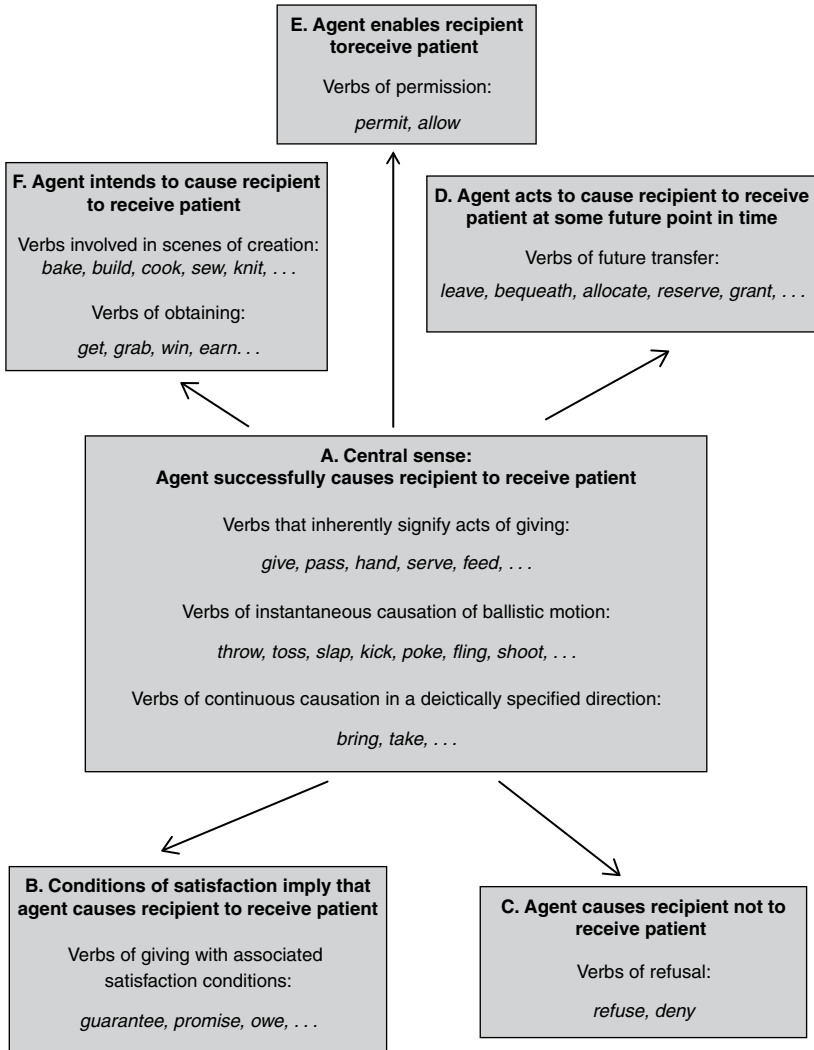 E. Agent enables recipient
toreceive patient
Verbs of permission:
permit, allow
F. Agent intends to cause recipient
to receive patient
Verbs involved in scenes of creation:
bake, build, cook, sew, knit, . . .
Verbs of obtaining:
get, grab, win, earn. . .
D. Agent acts to cause recipient to receive
patient at some future point in time
Verbs of future transfer:
leave, bequeath, allocate, reserve, grant, . . .
A. Central sense:
Agent successfully causes recipient to receive patient
Verbs that inherently signify acts of giving:
give, pass, hand, serve, feed, . . .
Verbs of instantaneous causation of ballistic motion:
throw, toss, slap, kick, poke, fling, shoot, . . .
Verbs of continuous causation in a deictically specified direction:
bring, take, . . .
B. Conditions of satisfaction imply that
agent causes recipient to receive patient
Verbs of giving with associated
satisfaction conditions:
guarantee, promise, owe, . . .
C. Agent causes recipient not to
receive patient
Verbs of refusal:
refuse, deny